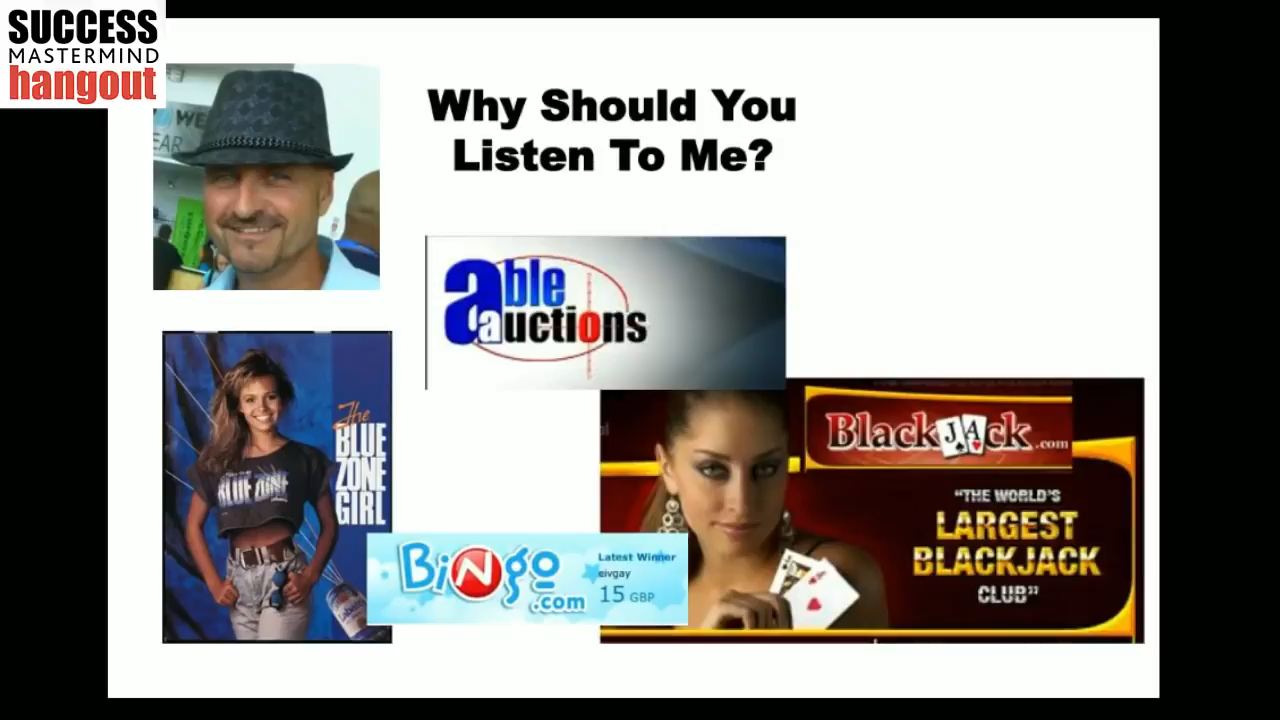 SUCCESS
MASTERMIND
hangout
Why Should You
Listen To Me?
able
auctions
The
BLUE
ZONE
GIRL
BLUE ZONE
BlackJAck.com
"THE WORLD'S
LARGEST
BLACKJACK
CLUB"
BiNgo
.com
Latest Winner
eivgay
15 GBP